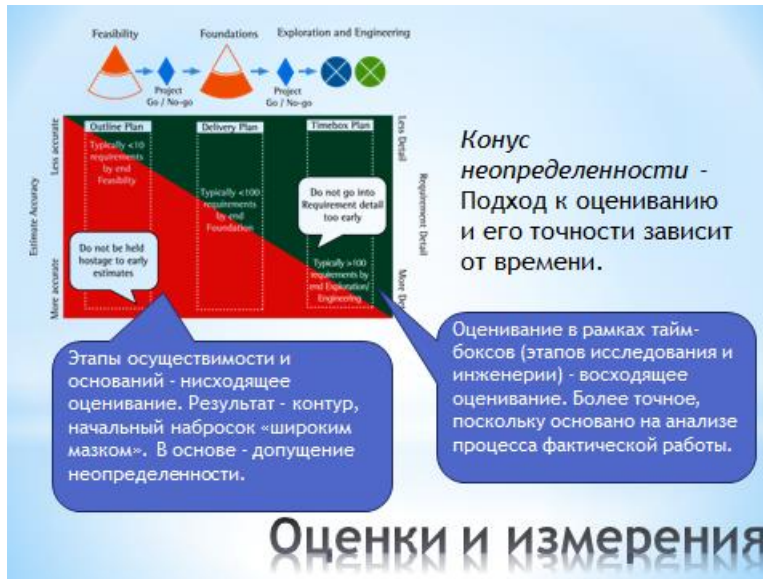 Feasibility
Foundations
Exploration and Engineering
Project
Go / No-go
Project
Go / No-go
Less accurate
Estimate Accuracy
More accurate
Outline Plan
Typically <10
requirements
by end
Feasibility
Do not be held
hostage to early
estimates
Delivery Plan
Typically <100
requirements
by end
Foundation
Timebox Plan
Do not go into
Requirement detail
too early
Typically >100
requirements by
end Exploration/
Engineering
Less Detail
Requirement Detail
More De
Конус
неопределенности -
Подход к оцениванию
и его точности зависит
от времени.
Этапы осуществимости и
оснований - нисходящее
оценивание. Результат - контур,
начальный набросок «широким
мазком». В основе - допущение
неопределенности.
Оценивание в рамках тайм-
боксов (этапов исследования и
инженерии) - восходящее
оценивание. Более точное,
поскольку основано на анализе
процесса фактической работы.
Оценки и измерения